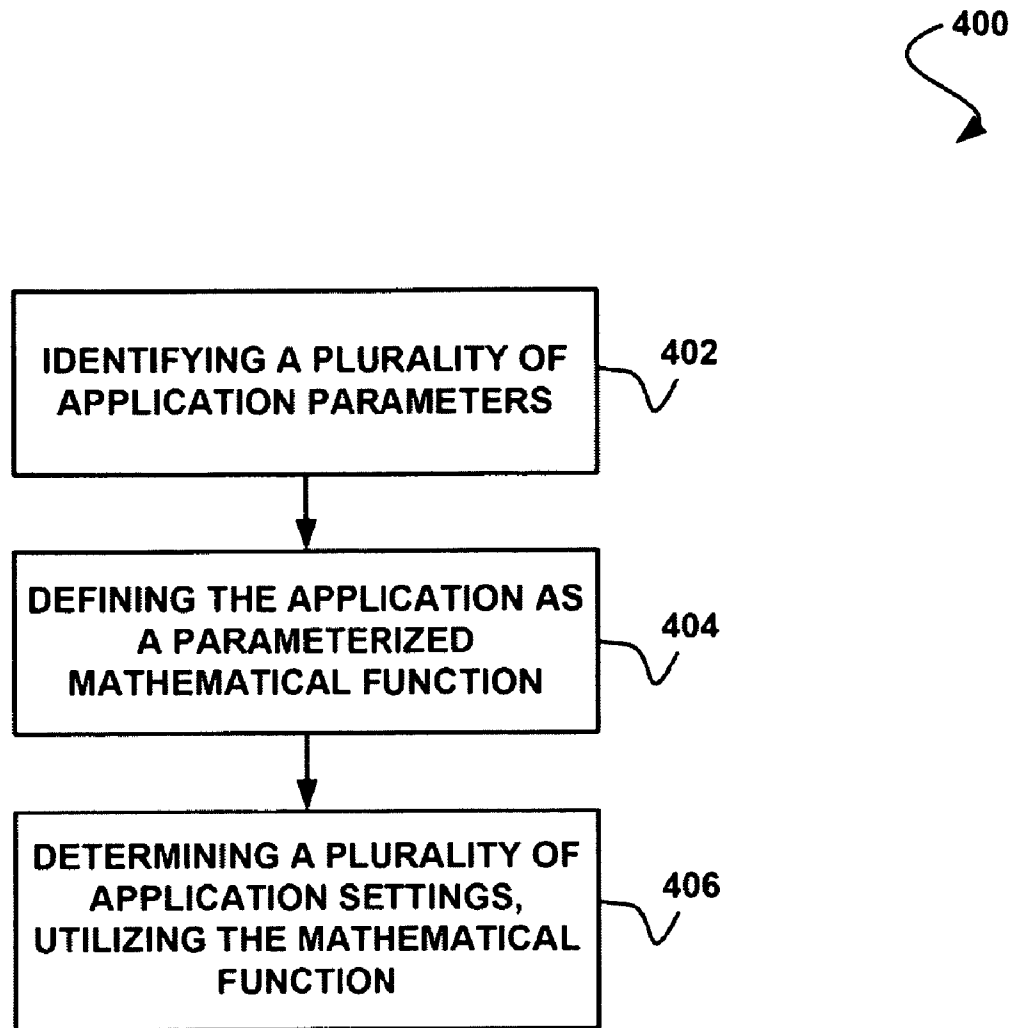 400
IDENTIFYING A PLURALITY OF
APPLICATION PARAMETERS
402
DEFINING THE APPLICATION AS
A PARAMETERIZED
MATHEMATICAL FUNCTION
404
DETERMINING A PLURALITY OF
APPLICATION SETTINGS,
UTILIZING THE MATHEMATICAL
FUNCTION
406